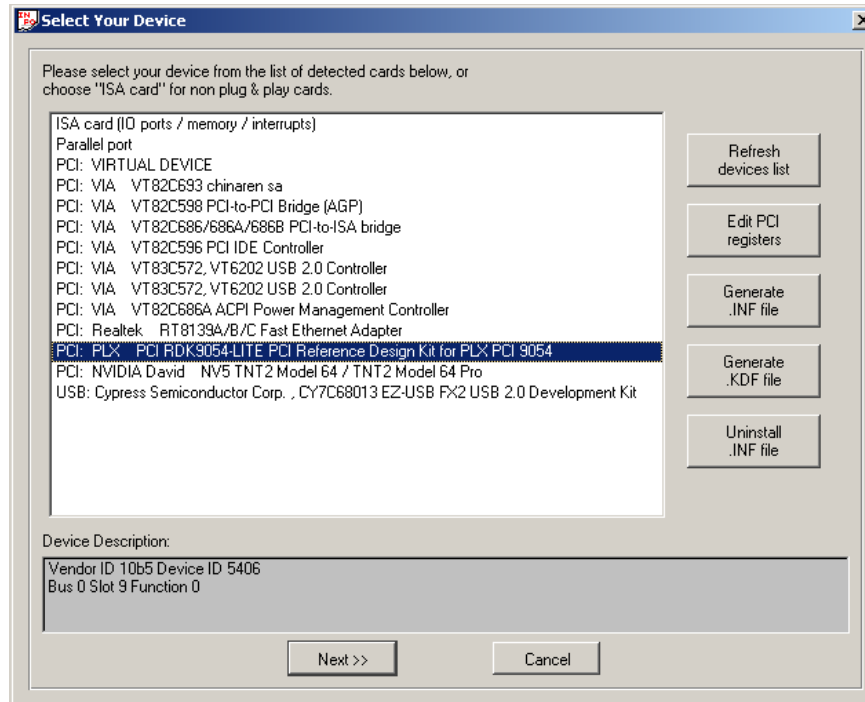 Select Your Device
Please select your device from the list of detected cards below, or
choose "ISA card" for non plug & play cards.
ISA card (IO ports / memory / interrupts)
Parallel port
PCI: VIRTUAL DEVICE
PCI: VIA VT82C693 chinaren sa
PCI: VIA VT82C598 PCI-to-PCI Bridge (AGP)
PCI: VIA VT82C686/686A/686B PCI-to-ISA bridge
PCI: VIA VT82C596 PCI IDE Controller
PCI: VIA VT83C572, VT6202 USB 2.0 Controller
PCI: VIA VT83C572, VT6202 USB 2.0 Controller
PCI: VIA VT82C686A ACPI Power Management Controller
PCI: Realtek RT8139A/B/C Fast Ethernet Adapter
PCI: PLX PCI RDK9054-LITE PCI Reference Design Kit for PLX PCI 9054
PCI: NVIDIA David NV5 TNT2 Model 64 / TNT2 Model 64 Pro
USB: Cypress Semiconductor Corp. , CY7C68013 EZ-USB FX2 USB 2.0 Development Kit
Refresh
devices list
Edit PCI
registers
Generate
.INF file
Generate
.KDF file
Uninstall
.INF file
Device Description:
Vendor ID 10b5 Device ID 5406
Bus 0 Slot 9 Function 0
Next >>
Cancel